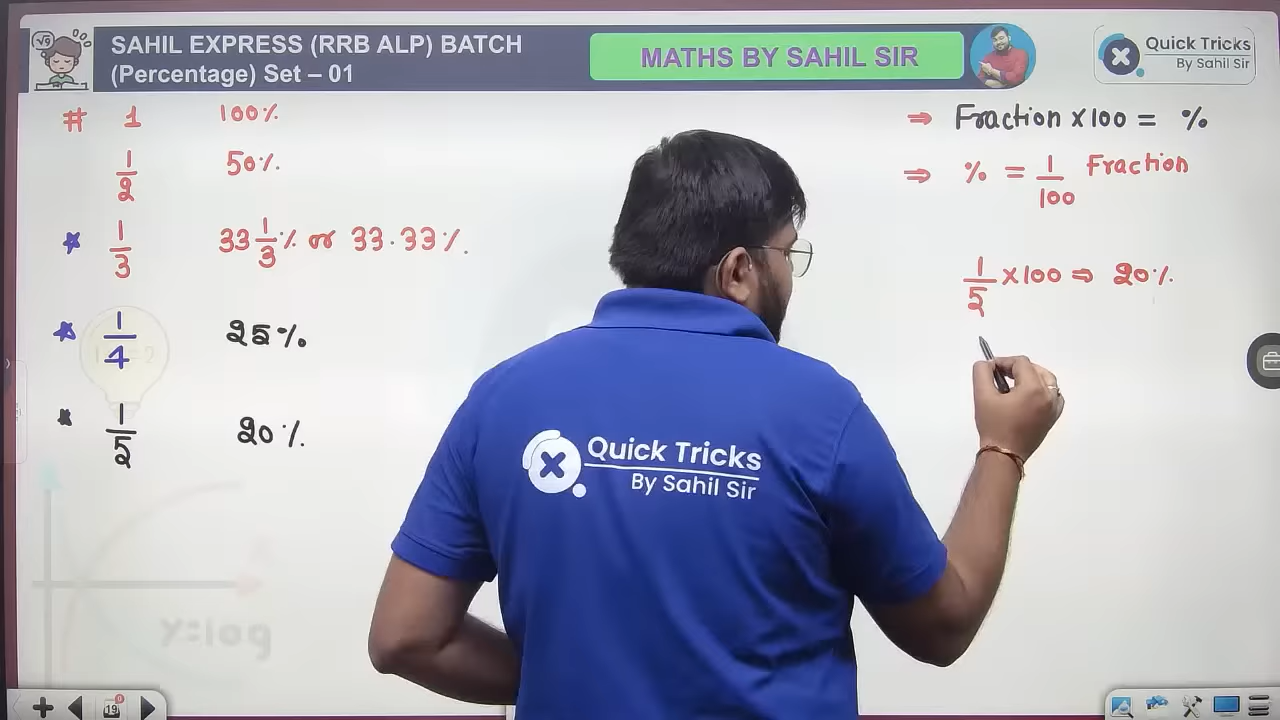 SAHIL EXPRESS (RRB ALP) BATCH
(Percentage) Set – 01
MATHS BY SAHIL SIR
Quick Tricks
By Sahil Sir
# 1 100%
1/2 50%
* 1/3 33 1/3% or 33.33%.
* 1/4 25%
* 1/5 20%
⇒ Fraction × 100 = %
⇒ % = 1/100 Fraction
1/5 × 100 ⇒ 20%
Quick Tricks
By Sahil Sir
y=log
19